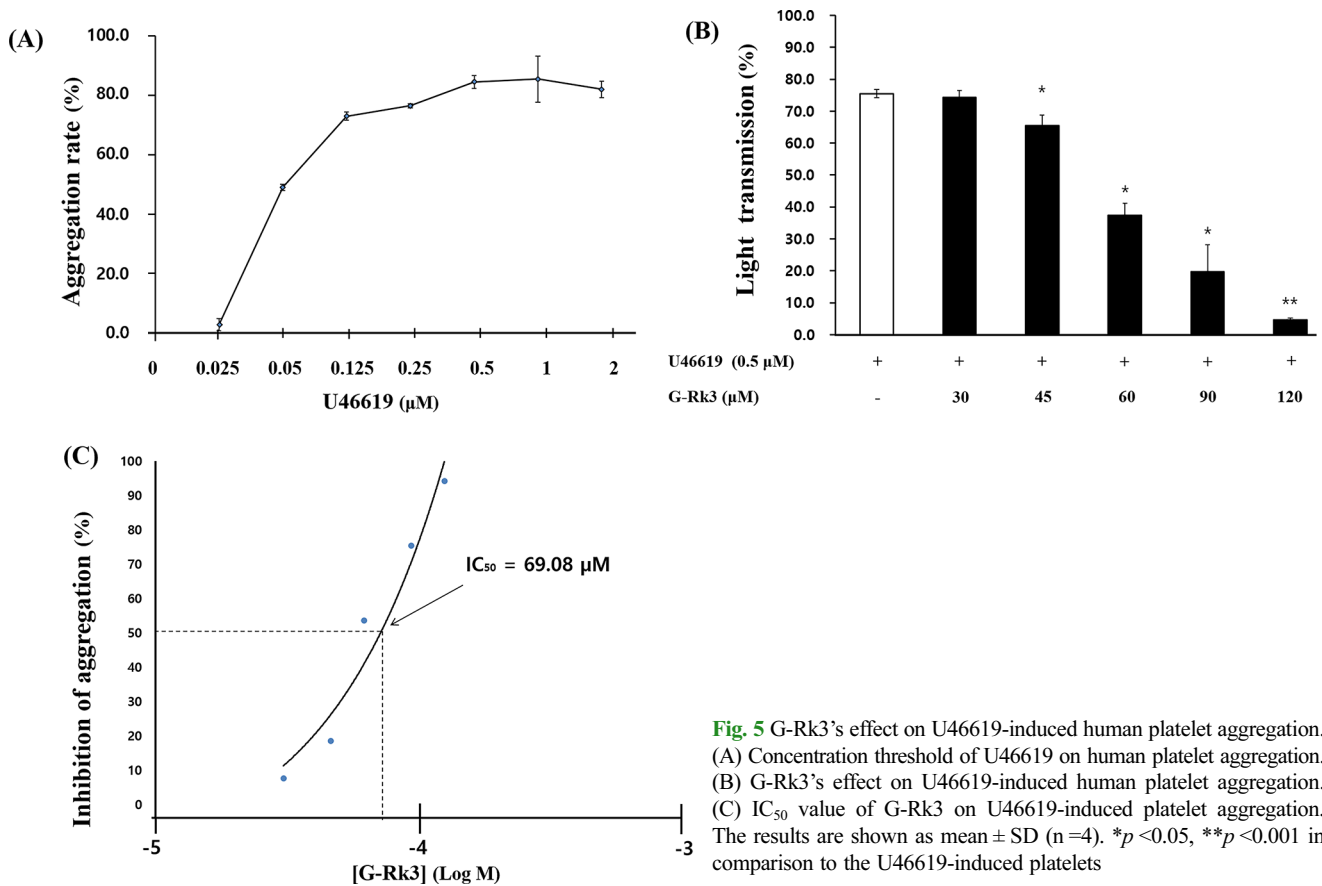 (A)
Aggregation rate (%)
100.0
80.0
60.0
40.0
20.0
0.0
0 0.025 0.05 0.125 0.25 0.5 1 2
U46619 (µM)
(B)
Light transmission (%)
100.0
90.0
80.0
70.0
60.0
50.0
40.0
30.0
20.0
10.0
0.0
* * * **
U46619 (0.5 µM) + + + + + +
G-Rk3 (µM) - 30 45 60 90 120
(C)
Inhibition of aggregation (%)
100
90
80
70
60
50
40
30
20
10
0
IC₅₀ = 69.08 µM
-5 -4 -3
[G-Rk3] (Log M)
Fig. 5 G-Rk3’s effect on U46619-induced human platelet aggregation.
(A) Concentration threshold of U46619 on human platelet aggregation.
(B) G-Rk3’s effect on U46619-induced human platelet aggregation.
(C) IC₅₀ value of G-Rk3 on U46619-induced platelet aggregation.
The results are shown as mean ± SD (n =4). *p <0.05, **p <0.001 in
comparison to the U46619-induced platelets